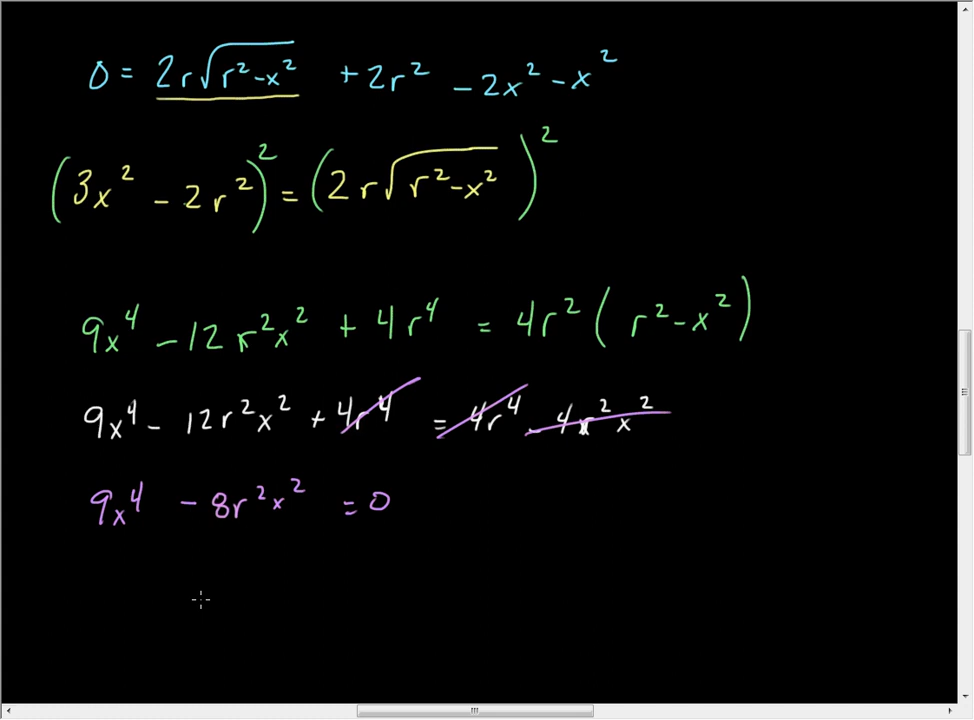 0 = 2r√(r²-x²) + 2r² - 2x² - x²
(3x² - 2r²)² = (2r√(r²-x²))²
9x⁴ - 12r²x² + 4r⁴ = 4r²(r²-x²)
9x⁴ - 12r²x² + 4r⁴ = 4r⁴ - 4r²x²
9x⁴ - 8r²x² = 0